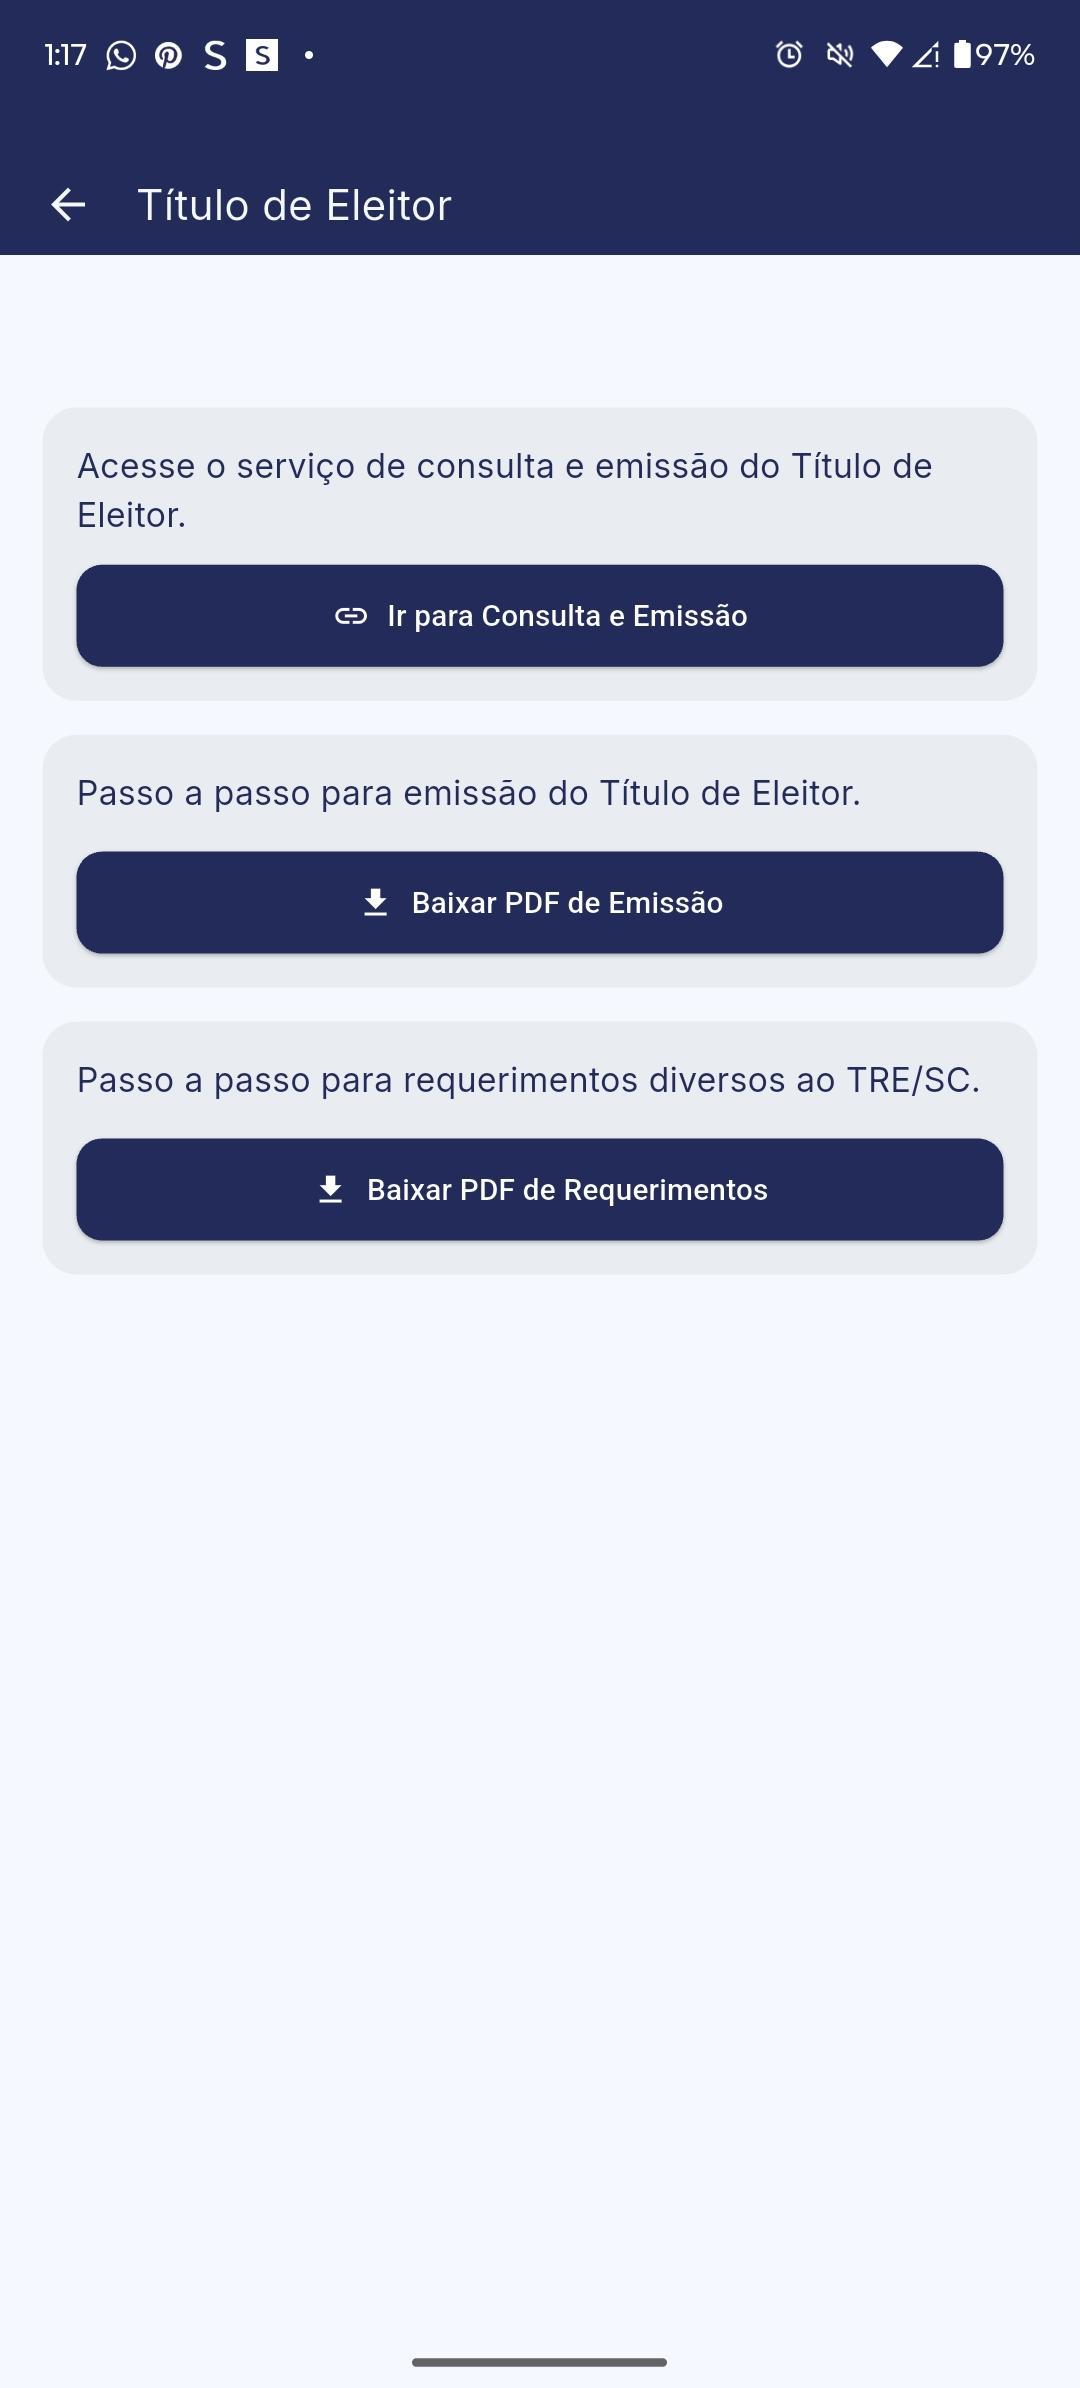 1:17 S S 97%
Título de Eleitor
Acesse o serviço de consulta e emissão do Título de
Eleitor.
Ir para Consulta e Emissão
Passo a passo para emissão do Título de Eleitor.
Baixar PDF de Emissão
Passo a passo para requerimentos diversos ao TRE/SC.
Baixar PDF de Requerimentos